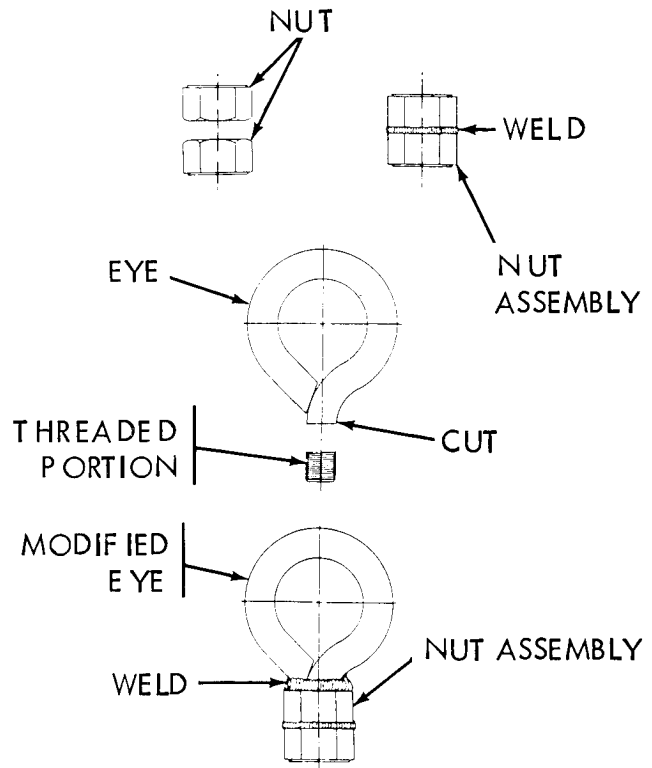 NUT
WELD
NUT
ASSEMBLY
EYE
CUT
THREADED
PORTION
MODIFIED
EYE
NUT ASSEMBLY
WELD